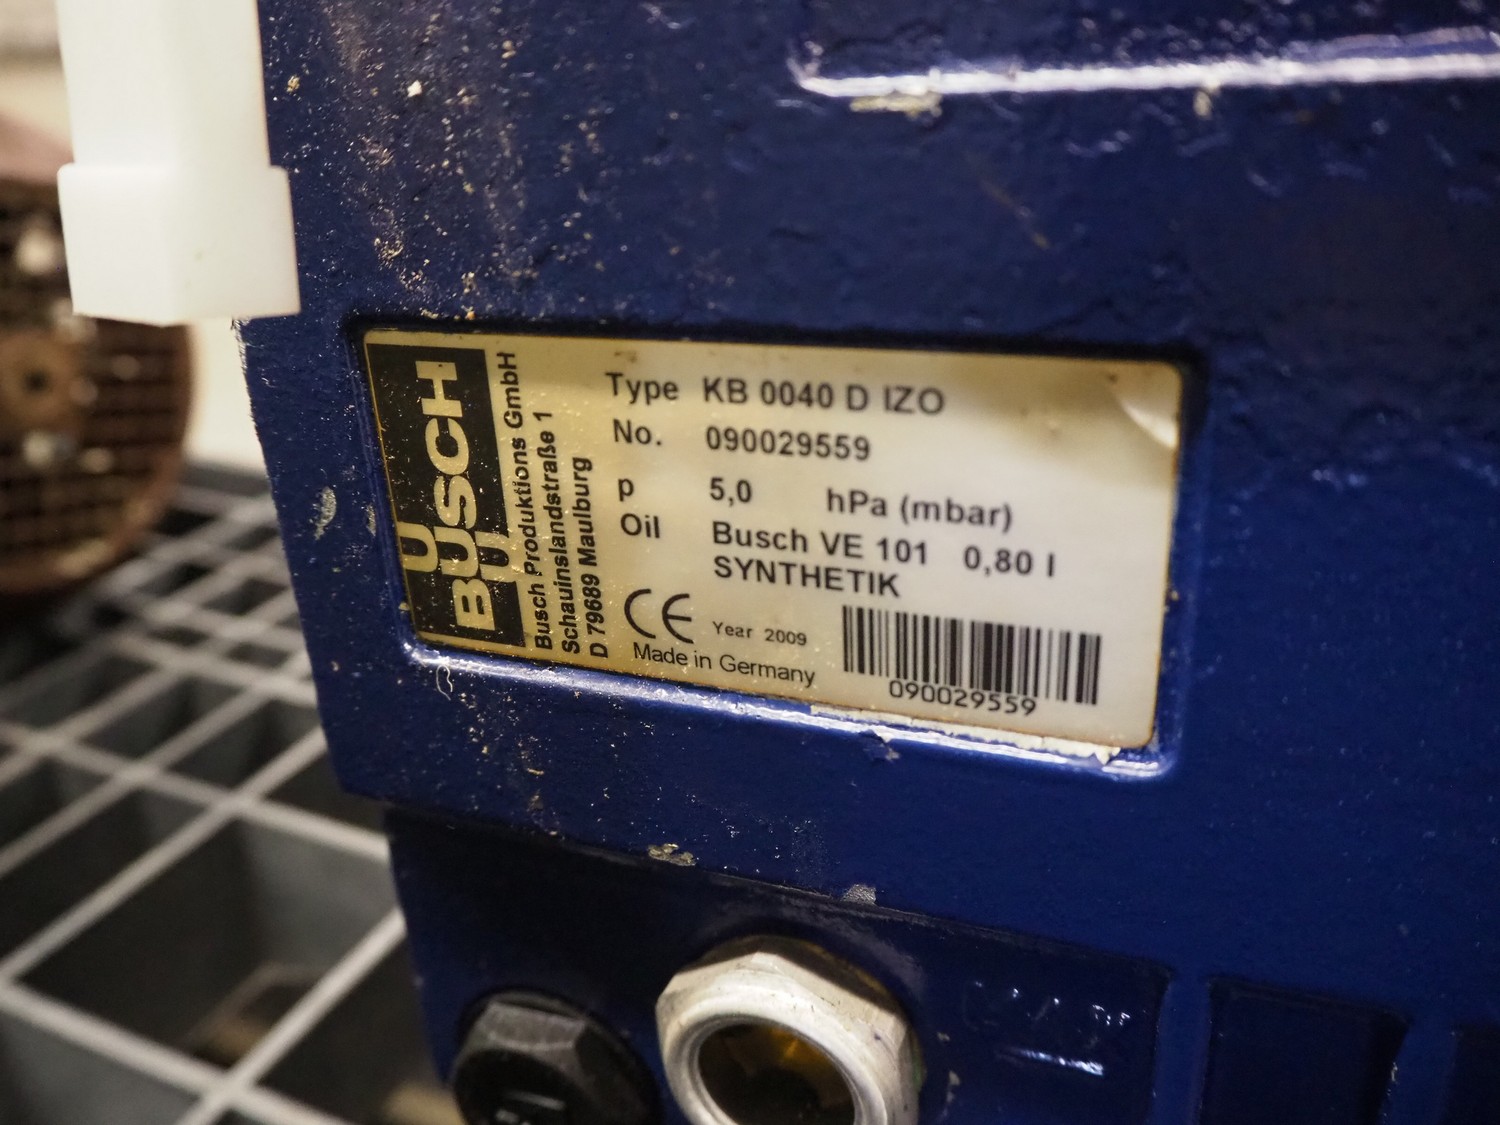 BUSCH
Busch Produktions GmbH
Schauinslandstraße 1
D 79689 Maulburg
Type KB 0040 D IZO
No. 090029559
p 5,0 hPa (mbar)
Oil Busch VE 101 0,80 l
SYNTHETIK
CE Year 2009
Made in Germany
090029559